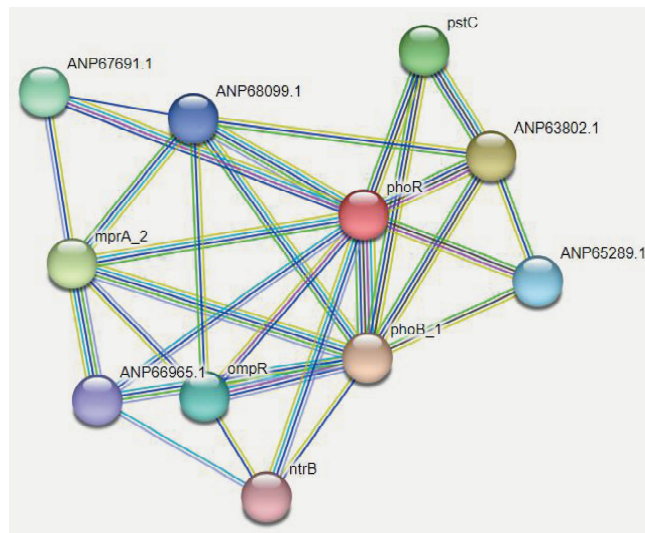 pstC
ANP67691.1
ANP68099.1
ANP63802.1
phoR
mprA_2
ANP65289.1
phoB_1
ANP66965.1
ompR
ntrB